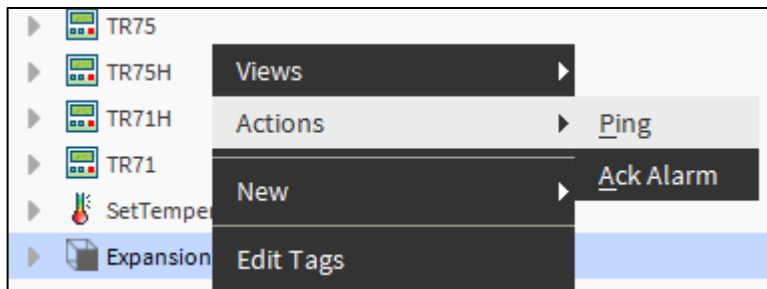 TR75
TR75H
TR71H
TR71
SetTemper
Expansion
Views
Actions
New
Edit Tags
Ping
Ack Alarm